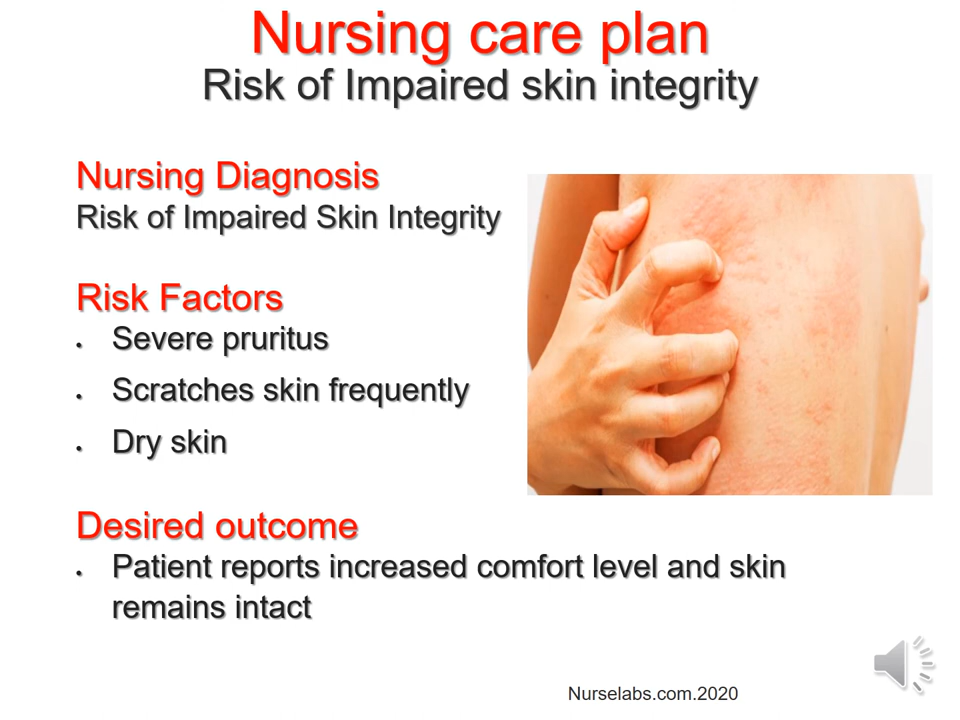 Nursing care plan
Risk of Impaired skin integrity
Nursing Diagnosis
Risk of Impaired Skin Integrity
Risk Factors
• Severe pruritus
• Scratches skin frequently
• Dry skin
Desired outcome
• Patient reports increased comfort level and skin
remains intact
Nurselabs.com.2020